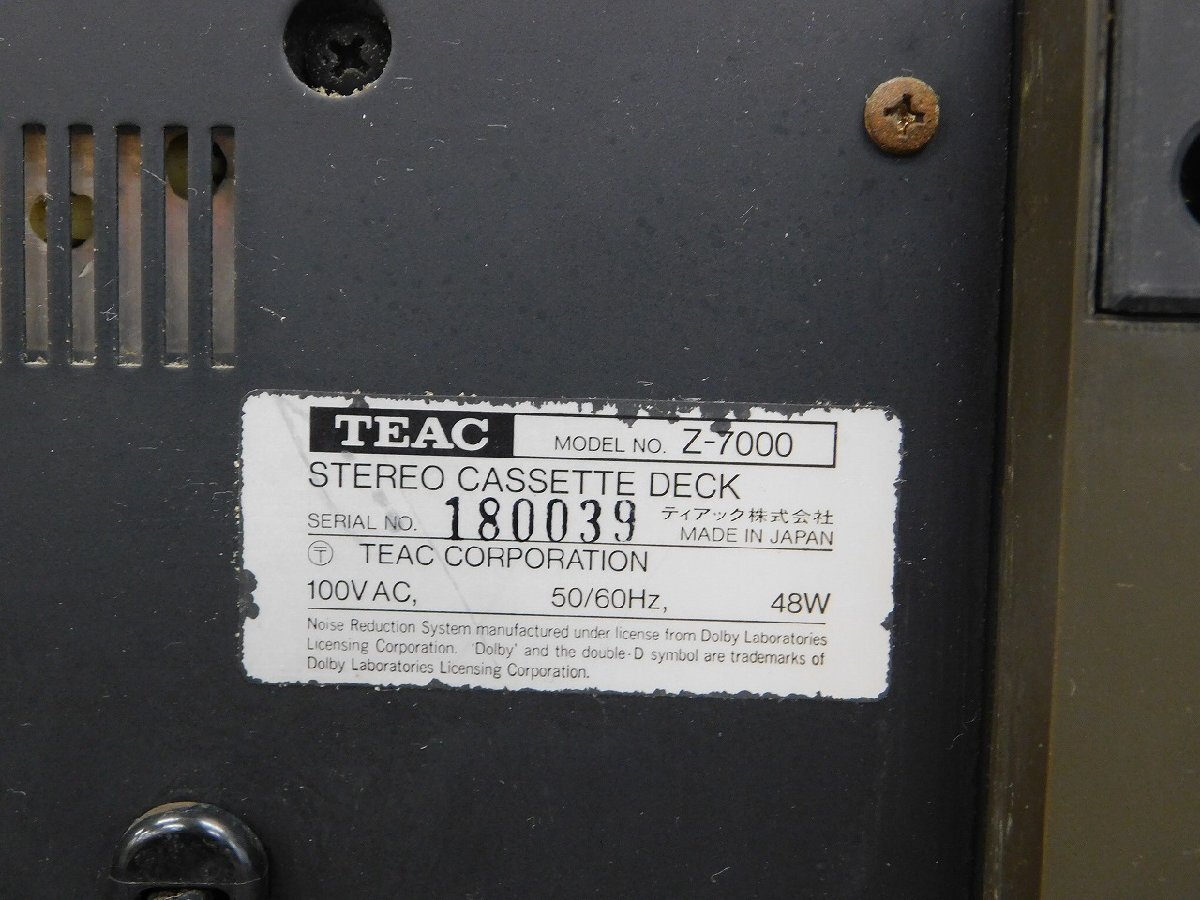 TEAC MODEL NO. Z-7000
STEREO CASSETTE DECK
SERIAL NO. 180039 ティアック株式会社
MADE IN JAPAN
〶 TEAC CORPORATION
100V AC, 50/60Hz, 48W
Noise Reduction System manufactured under license from Dolby Laboratories
Licensing Corporation. 'Dolby' and the double-D symbol are trademarks of
Dolby Laboratories Licensing Corporation.